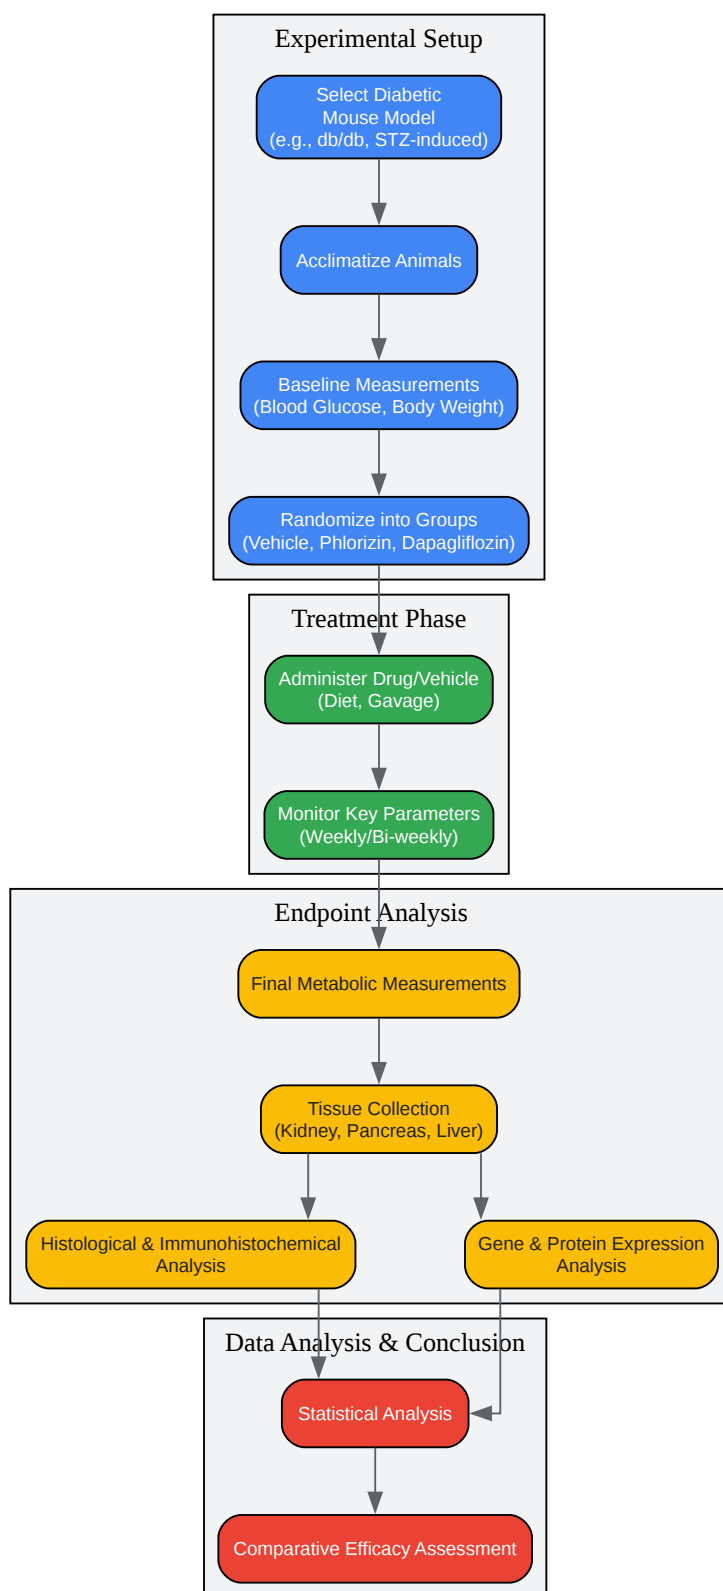 Experimental Setup
Select Diabetic
Mouse Model
(e.g., db/db, STZ-induced)
Acclimatize Animals
Baseline Measurements
(Blood Glucose, Body Weight)
Randomize into Groups
(Vehicle, Phlorizin, Dapagliflozin)
Treatment Phase
Administer Drug/Vehicle
(Diet, Gavage)
Monitor Key Parameters
(Weekly/Bi-weekly)
Endpoint Analysis
Final Metabolic Measurements
Tissue Collection
(Kidney, Pancreas, Liver)
Histological & Immunohistochemical
Analysis
Gene & Protein Expression
Analysis
Data Analysis & Conclusion
Statistical Analysis
Comparative Efficacy Assessment